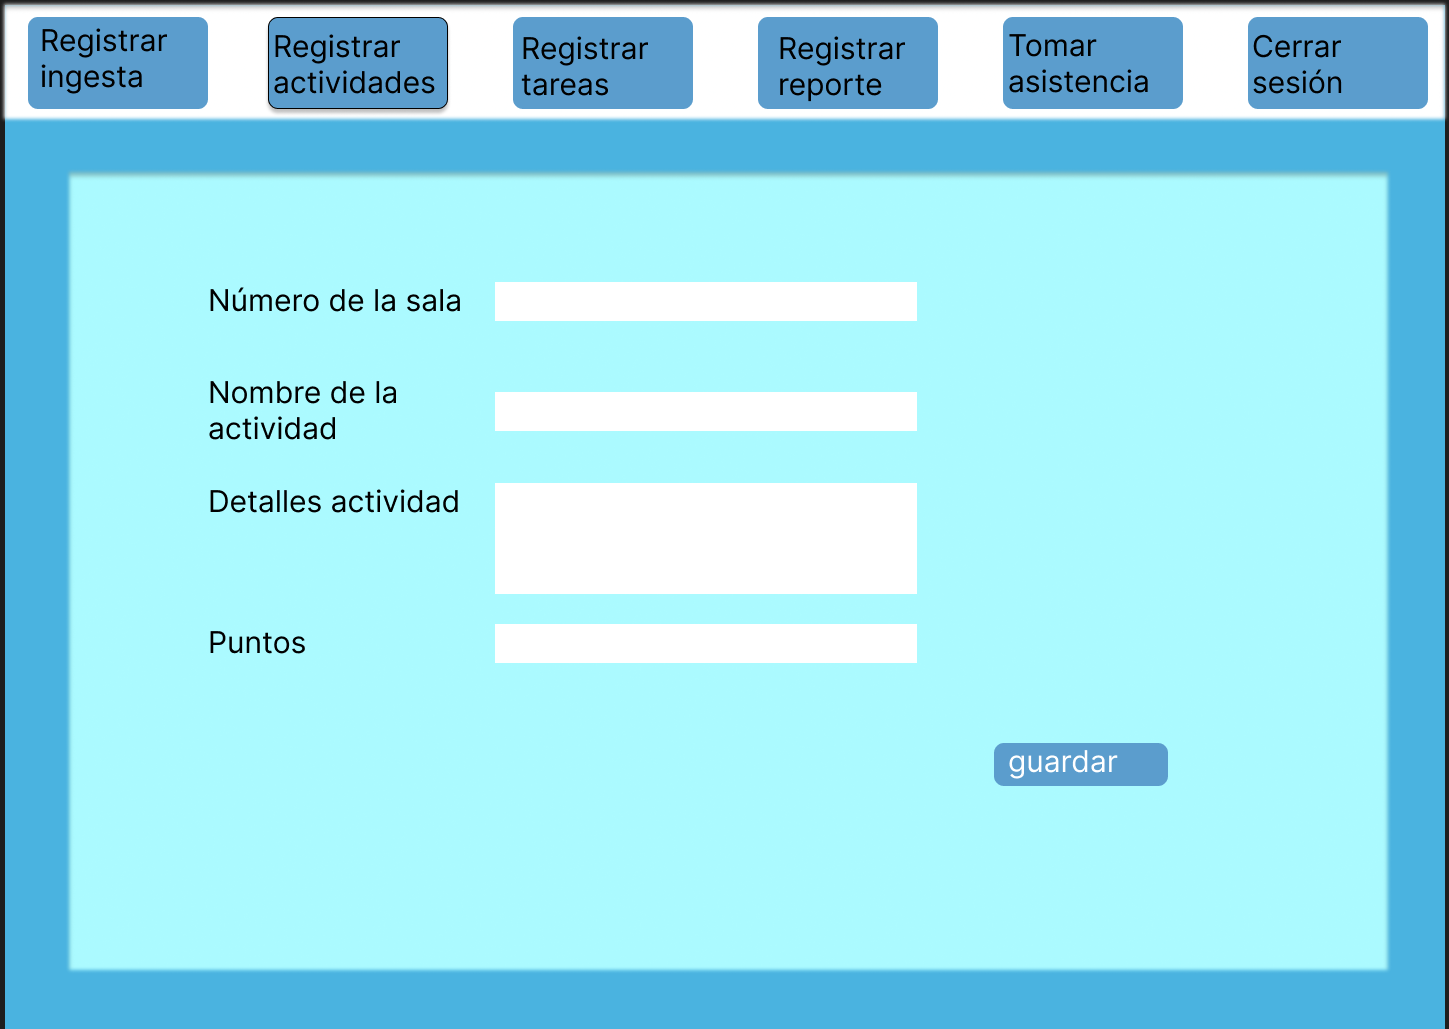 Registrar
ingesta
Registrar
actividades
Registrar
tareas
Registrar
reporte
Tomar
asistencia
Cerrar
sesión
Número de la sala
Nombre de la
actividad
Detalles actividad
Puntos
guardar